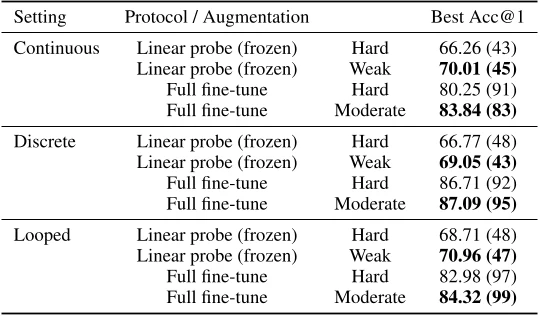 Setting Protocol / Augmentation Best Acc@1
Continuous Linear probe (frozen) Hard 66.26 (43)
Linear probe (frozen) Weak 70.01 (45)
Full fine-tune Hard 80.25 (91)
Full fine-tune Moderate 83.84 (83)
Discrete Linear probe (frozen) Hard 66.77 (48)
Linear probe (frozen) Weak 69.05 (43)
Full fine-tune Hard 86.71 (92)
Full fine-tune Moderate 87.09 (95)
Looped Linear probe (frozen) Hard 68.71 (48)
Linear probe (frozen) Weak 70.96 (47)
Full fine-tune Hard 82.98 (97)
Full fine-tune Moderate 84.32 (99)